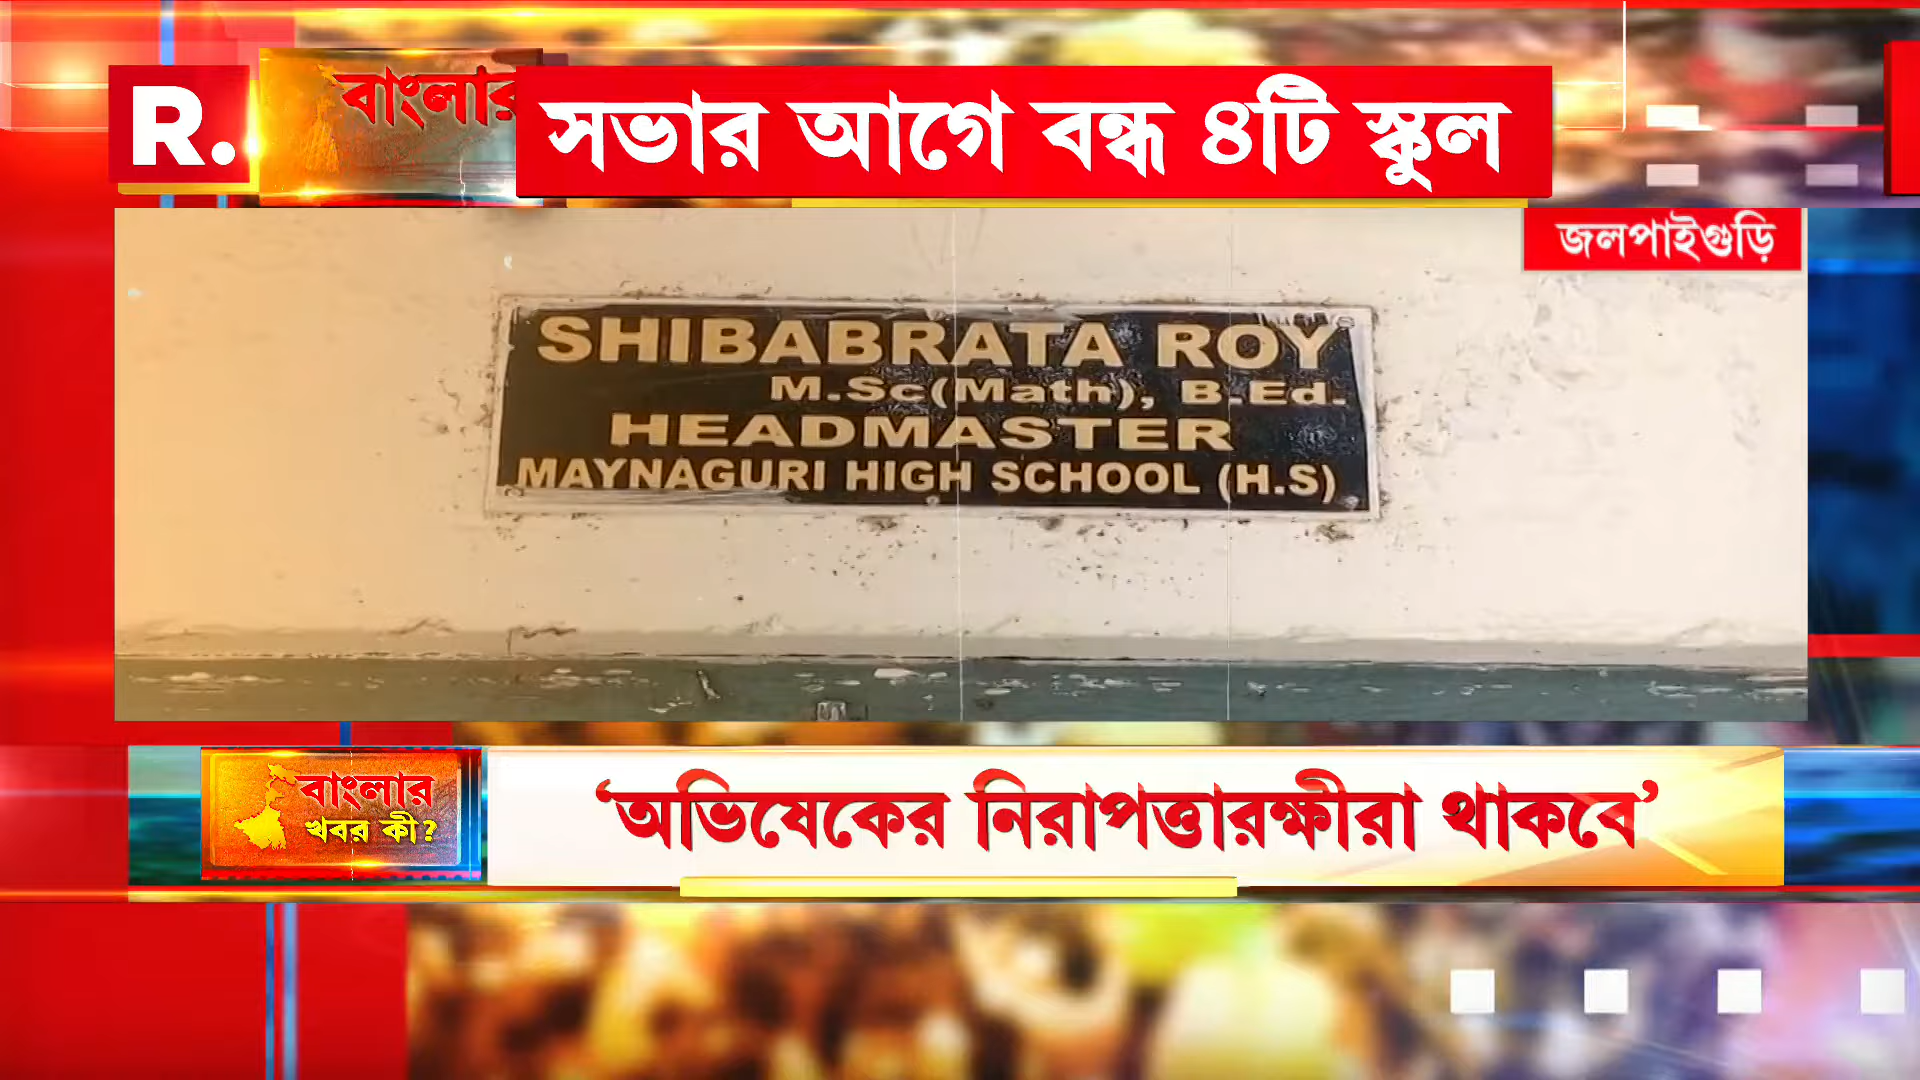 R.
বাংলার
সভার আগে বন্ধ ৪টি স্কুল
জলপাইগুড়ি
SHIBABRATA ROY
M.Sc(Math), B.Ed.
HEADMASTER
MAYNAGURI HIGH SCHOOL (H.S)
বাংলার
খবর কী?
‘অভিষেকের নিরাপত্তারক্ষীরা থাকবে’